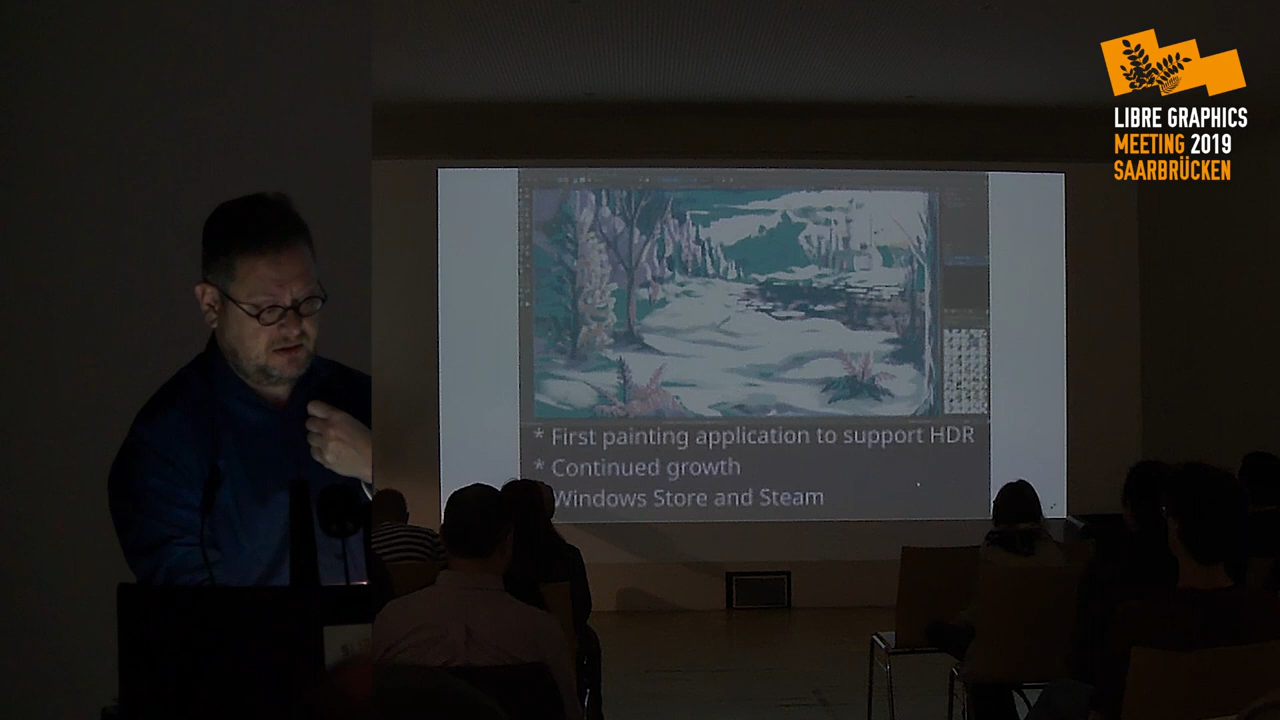 LIBRE GRAPHICS
MEETING 2019
SAARBRÜCKEN
* First painting application to support HDR
* Continued growth
Windows Store and Steam